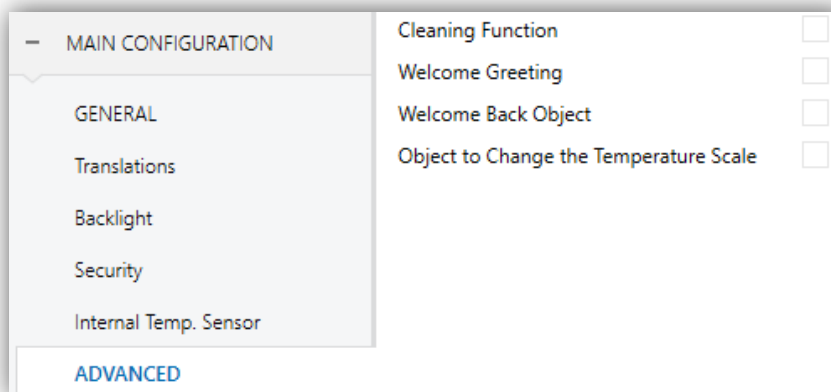 MAIN CONFIGURATION
GENERAL
Translations
Backlight
Security
Internal Temp. Sensor
ADVANCED
Cleaning Function
Welcome Greeting
Welcome Back Object
Object to Change the Temperature Scale